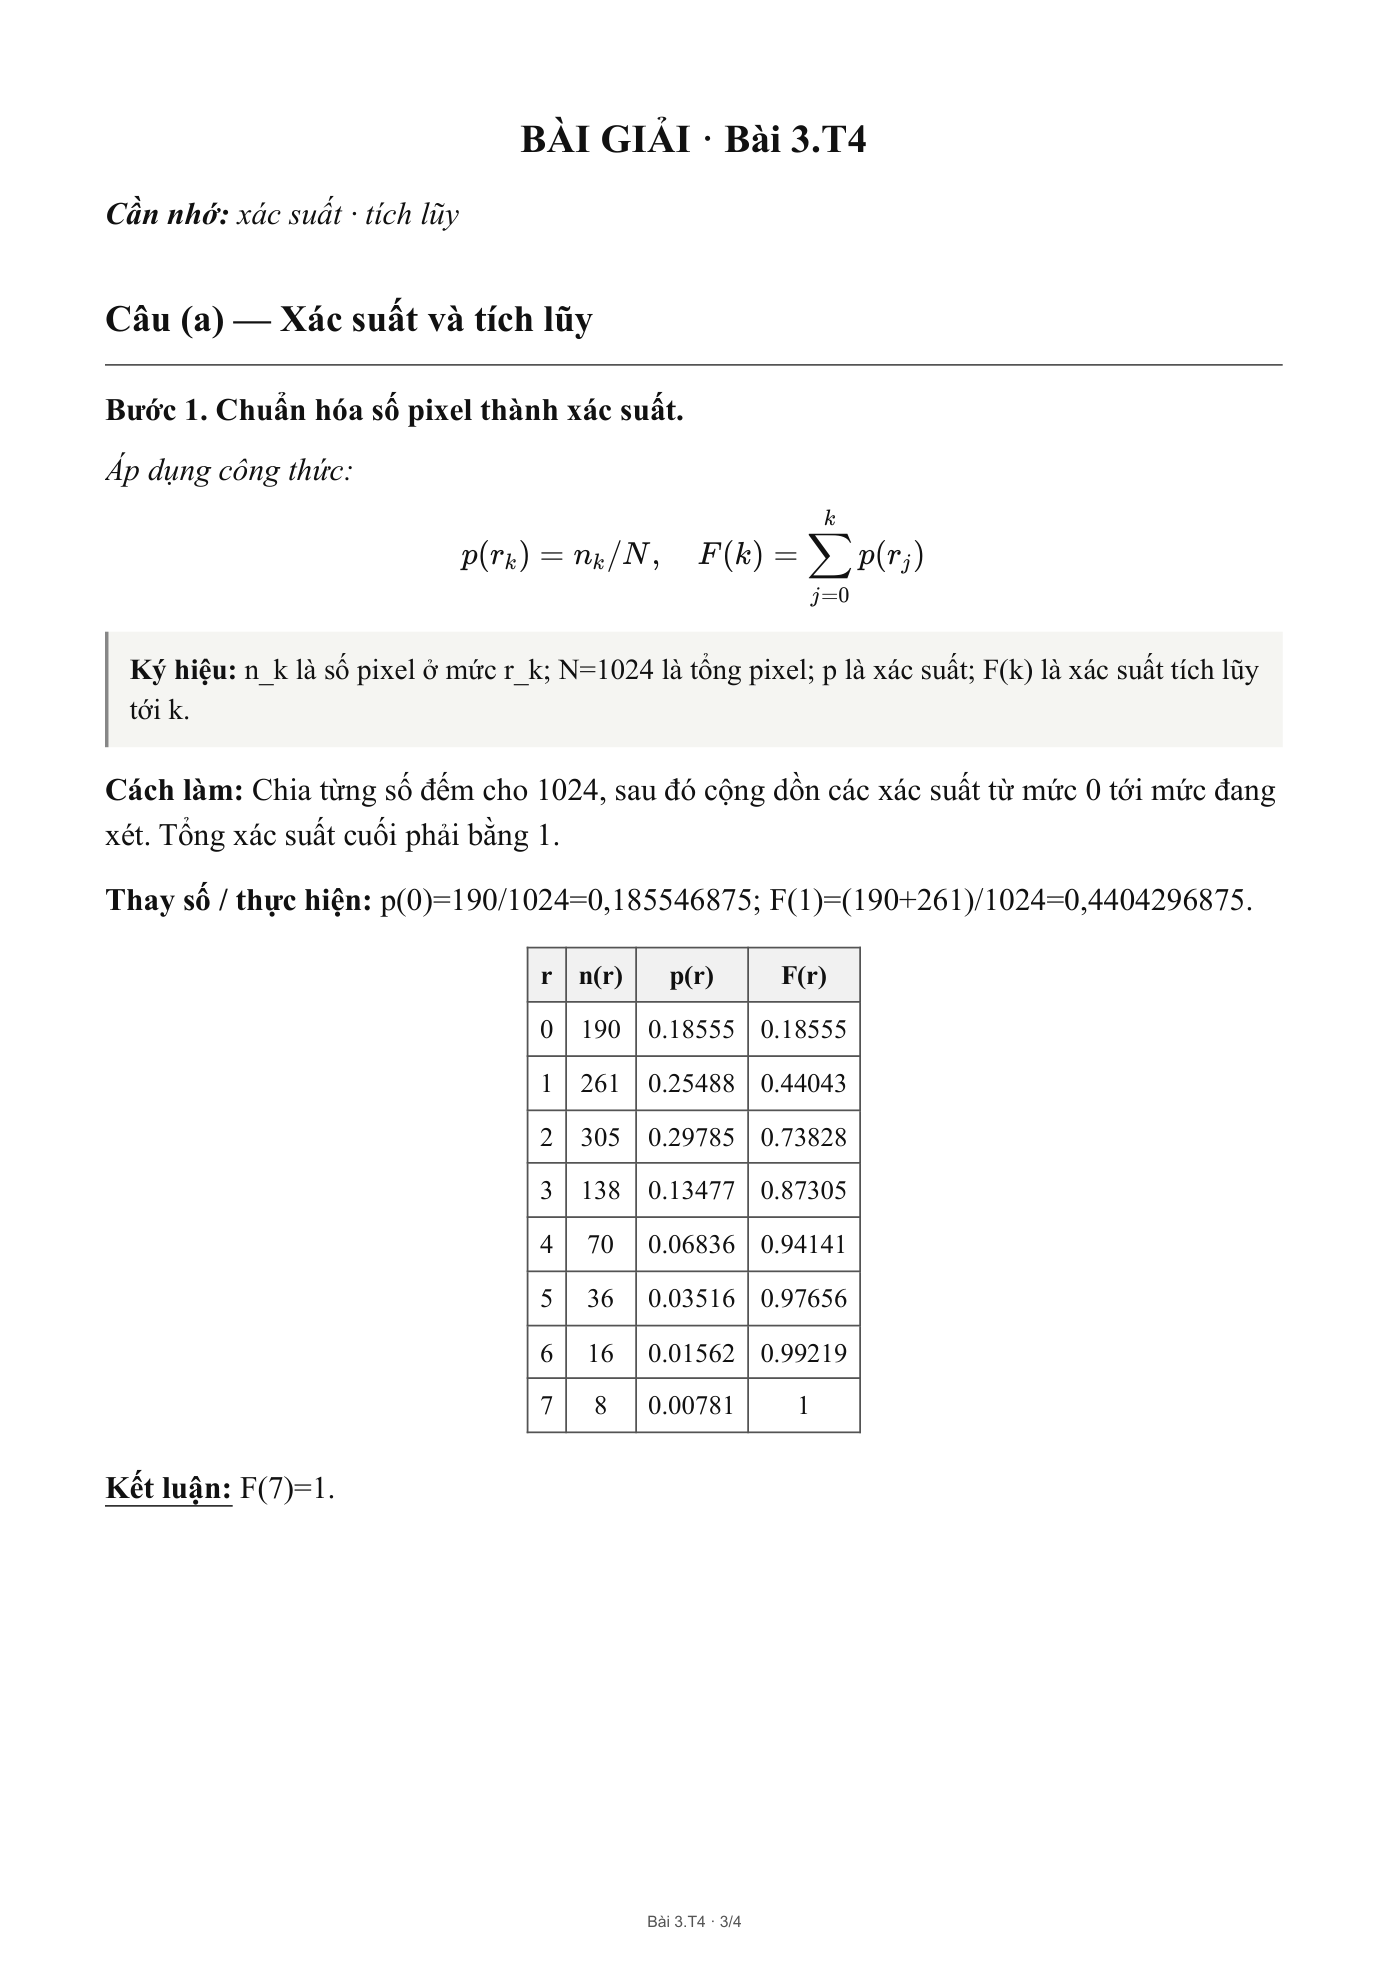 BÀI GIẢI · Bài 3.T4
Cần nhớ: xác suất · tích lũy
Câu (a) — Xác suất và tích lũy
Bước 1. Chuẩn hóa số pixel thành xác suất.
Áp dụng công thức:
p(r_k) = n_k/N, F(k) = ∑_{j=0}^{k} p(r_j)
Ký hiệu: n_k là số pixel ở mức r_k; N=1024 là tổng pixel; p là xác suất; F(k) là xác suất tích lũy
tới k.
Cách làm: Chia từng số đếm cho 1024, sau đó cộng dồn các xác suất từ mức 0 tới mức đang
xét. Tổng xác suất cuối phải bằng 1.
Thay số / thực hiện: p(0)=190/1024=0,185546875; F(1)=(190+261)/1024=0,4404296875.
r n(r) p(r) F(r)
0 190 0.18555 0.18555
1 261 0.25488 0.44043
2 305 0.29785 0.73828
3 138 0.13477 0.87305
4 70 0.06836 0.94141
5 36 0.03516 0.97656
6 16 0.01562 0.99219
7 8 0.00781 1
Kết luận: F(7)=1.
Bài 3.T4 · 3/4